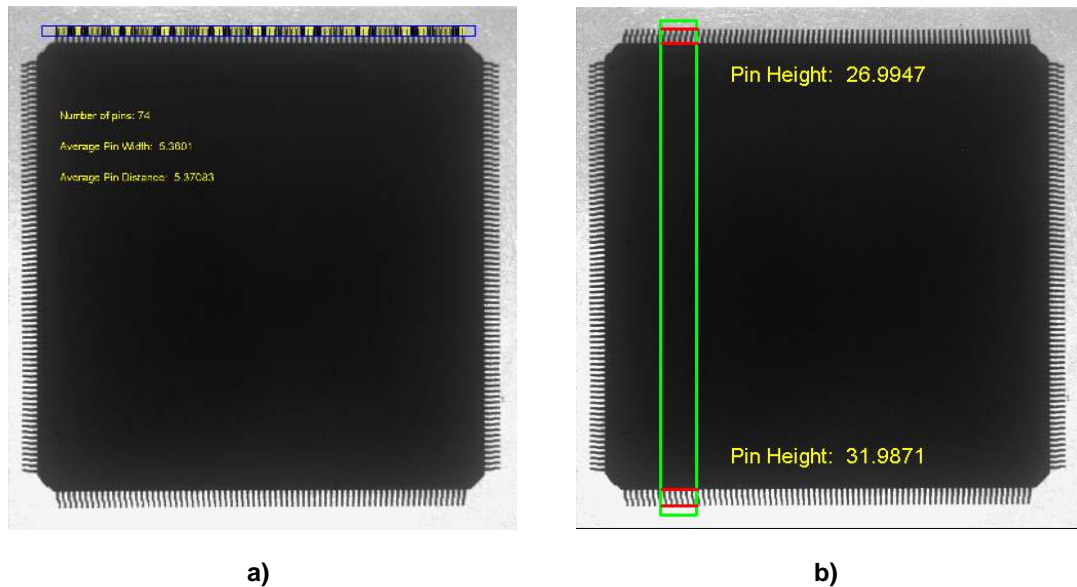 Number of pins: 74
Average Pin Width: 5.3601
Average Pin Distance: 5.37083
Pin Height: 26.9947
Pin Height: 31.9871
a)
b)